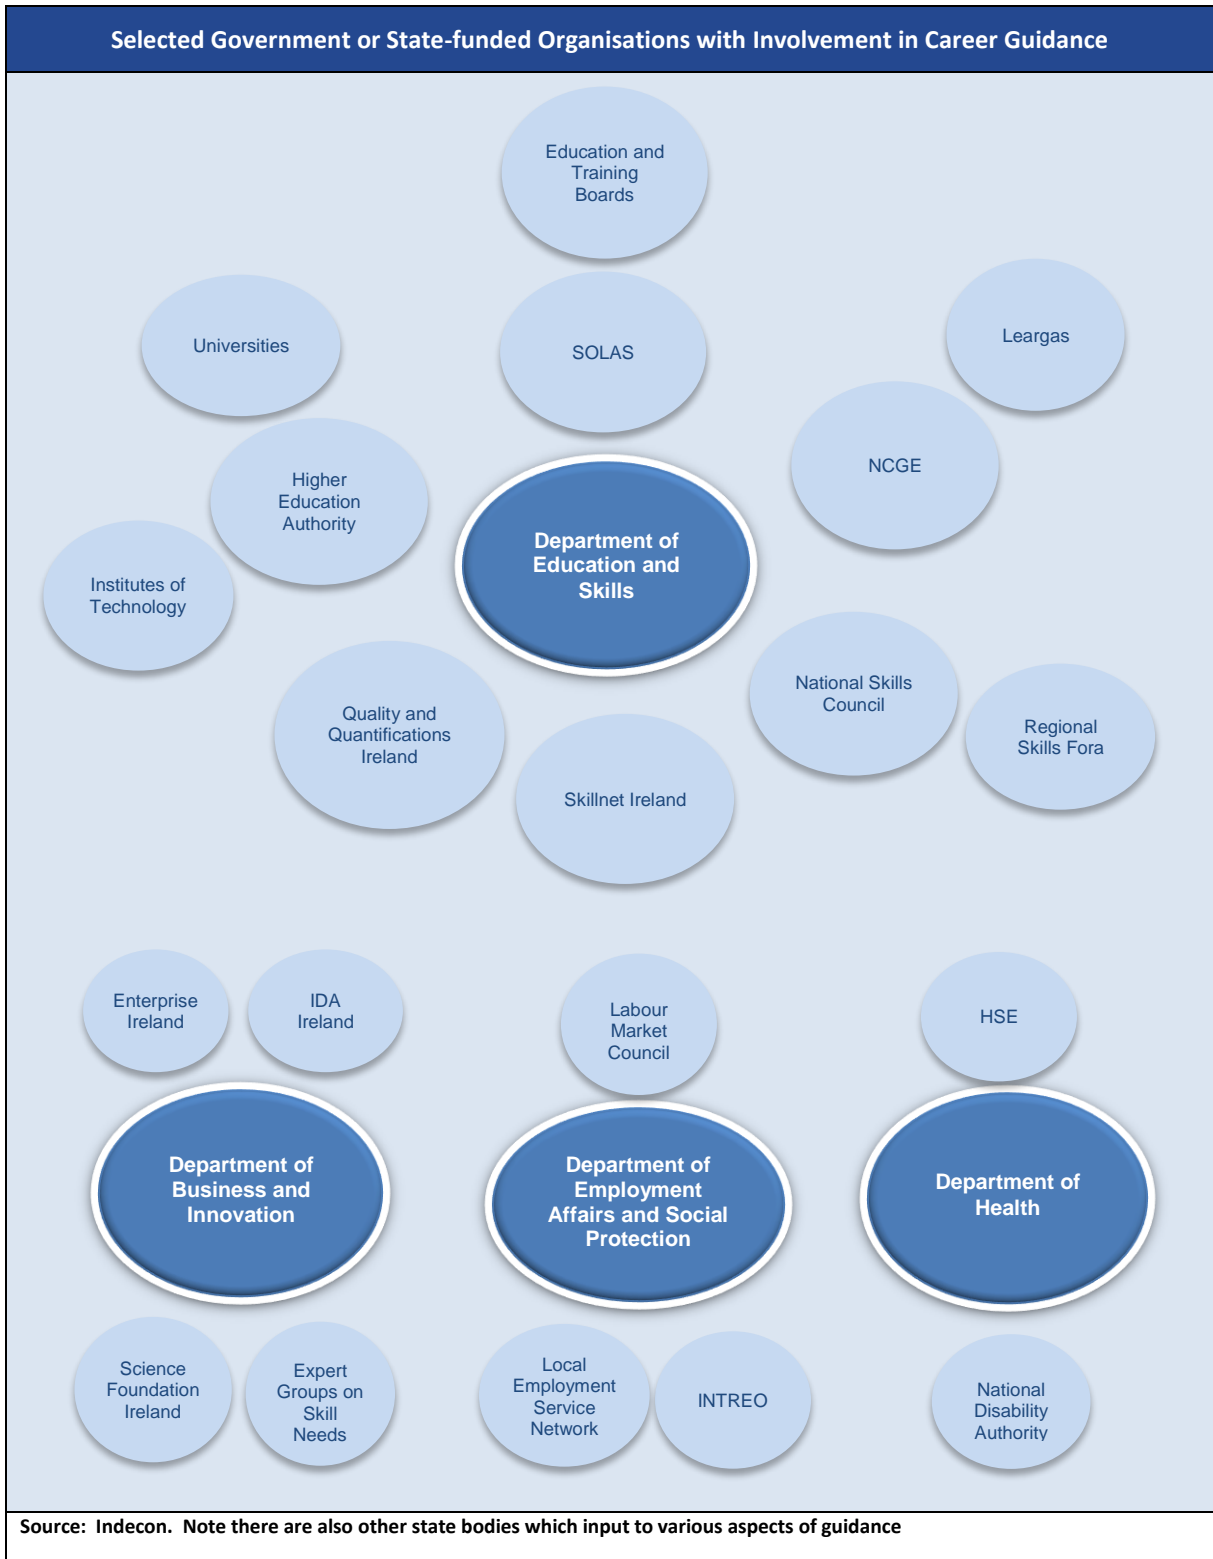 Selected Government or State-funded Organisations with Involvement in Career Guidance
Education and
Training
Boards
Universities
SOLAS
Leargas
NCGE
Higher
Education
Authority
Department of
Education and
Skills
Institutes of
Technology
National Skills
Council
Quality and
Quantifications
Ireland
Regional
Skills Fora
Skillnet Ireland
Enterprise
Ireland
IDA
Ireland
Labour
Market
Council
HSE
Department of
Business and
Innovation
Department of
Employment
Affairs and Social
Protection
Department of
Health
Science
Foundation
Ireland
Expert
Groups on
Skill
Needs
Local
Employment
Service
Network
INTREO
National
Disability
Authority
Source: Indecon. Note there are also other state bodies which input to various aspects of guidance